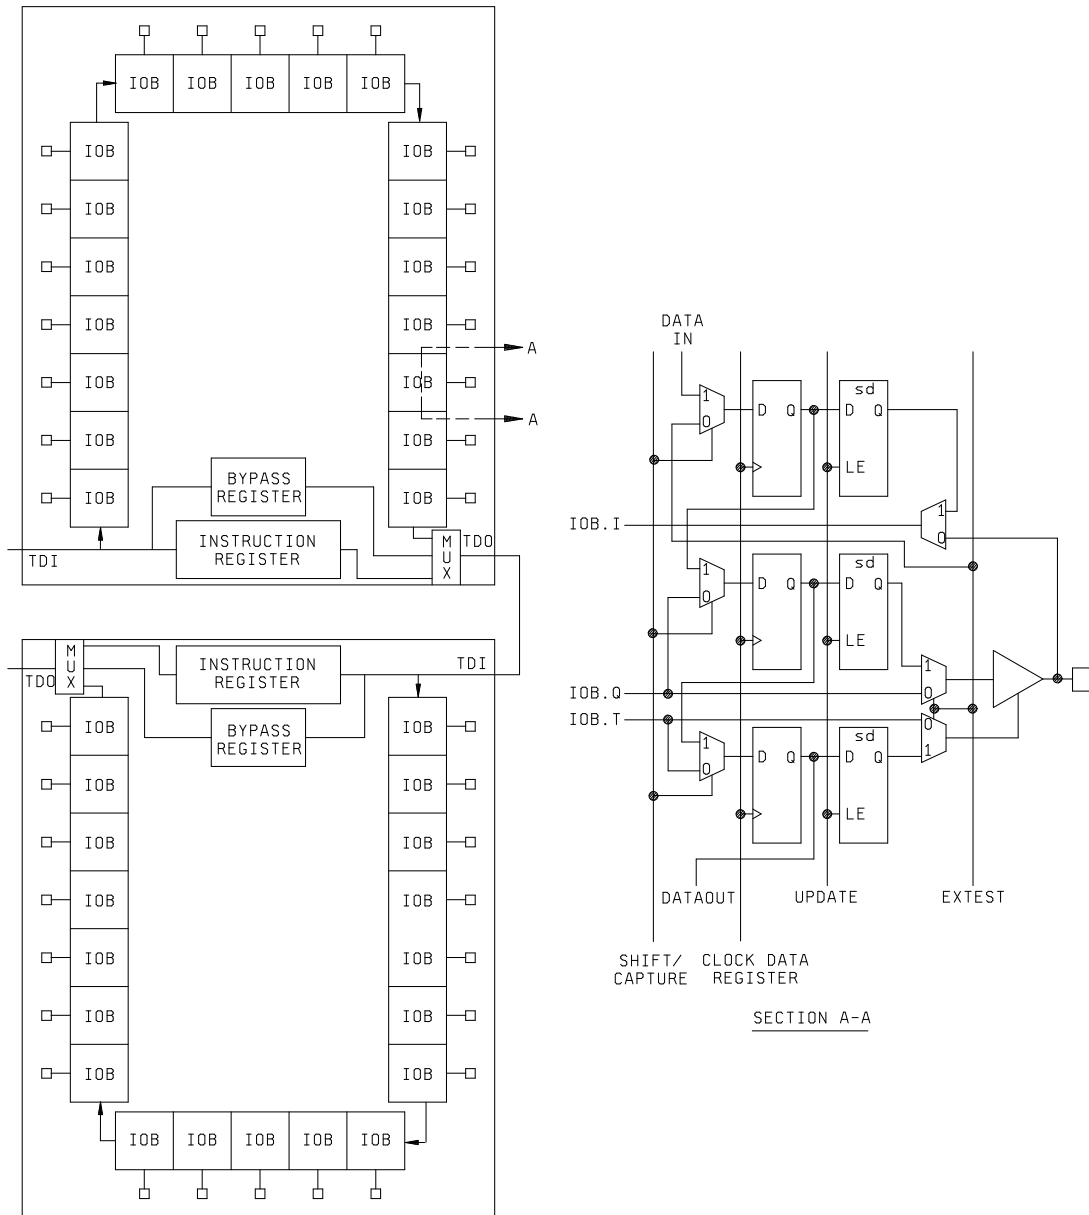 IOB IOB IOB IOB IOB
IOB IOB
IOB IOB
IOB IOB
IOB IOB
A
IOB IOB
A
IOB IOB
BYPASS
REGISTER
IOB IOB
INSTRUCTION
REGISTER
MUX
TDI
TDO
MUX
TDO
INSTRUCTION
REGISTER
TDI
BYPASS
REGISTER
IOB IOB
IOB IOB
IOB IOB
IOB IOB
IOB IOB
IOB IOB
IOB IOB
IOB IOB IOB IOB IOB
DATA
IN
1
0
D Q
sd
D Q
LE
IOB.I
1
0
1
0
D Q
sd
D Q
LE
IOB.Q
1
0
IOB.T
0
1
1
0
D Q
sd
D Q
LE
DATAOUT
UPDATE
EXTEST
SHIFT/
CAPTURE
CLOCK DATA
REGISTER
SECTION A-A